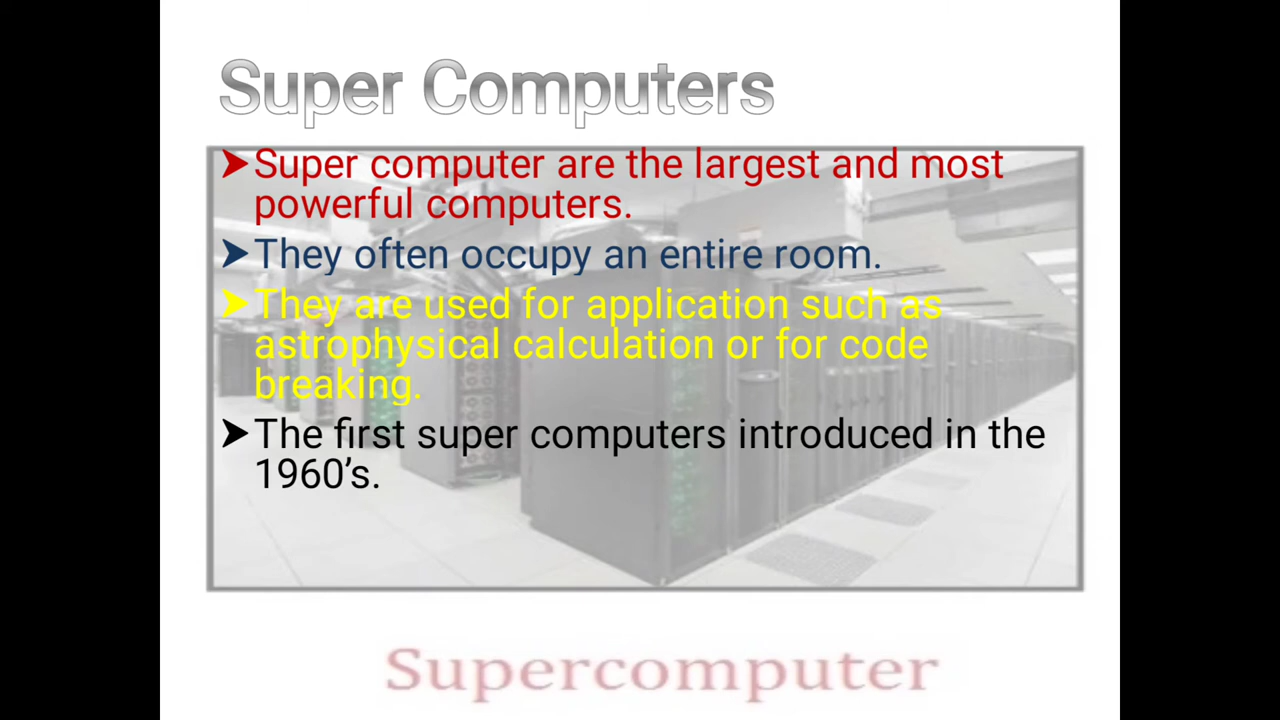 Super Computers
➤Super computer are the largest and most
powerful computers.
➤They often occupy an entire room.
➤They are used for application such as
astrophysical calculation or for code
breaking.
➤The first super computers introduced in the
1960’s.
Supercomputer